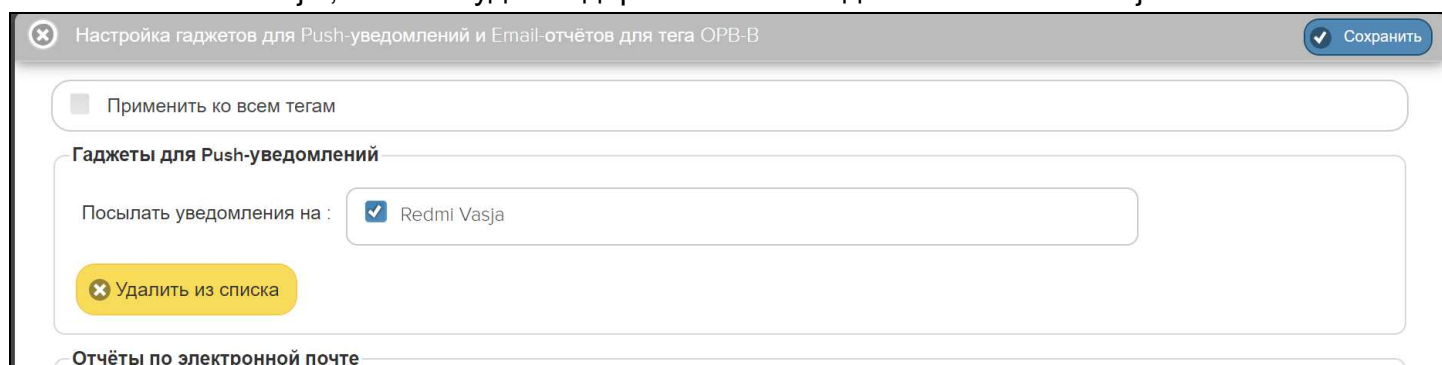 Настройка гаджетов для Push-уведомлений и Email-отчётов для тега OPB-B
Сохранить
Применить ко всем тегам
Гаджеты для Push-уведомлений
Посылать уведомления на :
Redmi Vasja
Удалить из списка
Отчёты по электронной почте